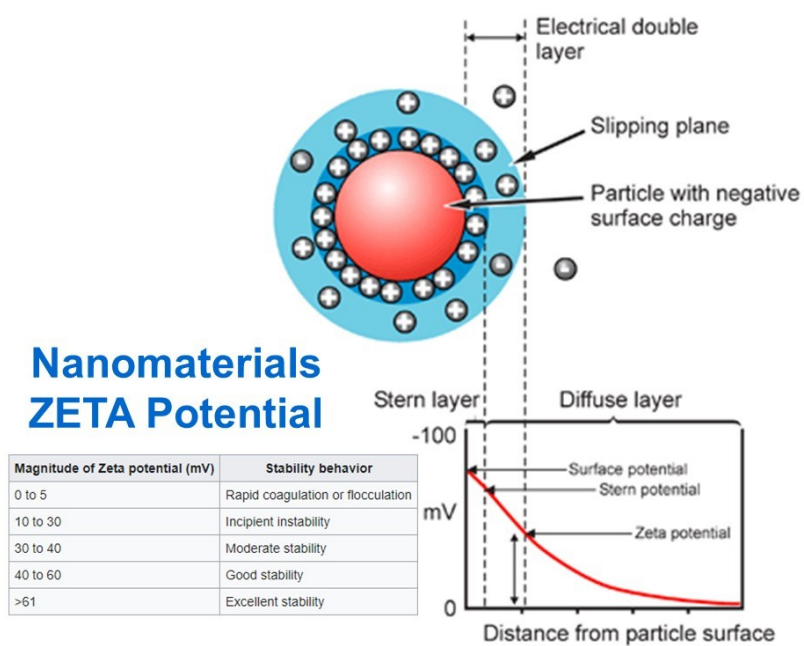 Electrical double
layer
Slipping plane
Particle with negative
surface charge
Nanomaterials
ZETA Potential
Magnitude of Zeta potential (mV) Stability behavior
0 to 5 Rapid coagulation or flocculation
10 to 30 Incipient instability
30 to 40 Moderate stability
40 to 60 Good stability
>61 Excellent stability
Stern layer Diffuse layer
-100
Surface potential
Stern potential
mV
Zeta potential
0
Distance from particle surface